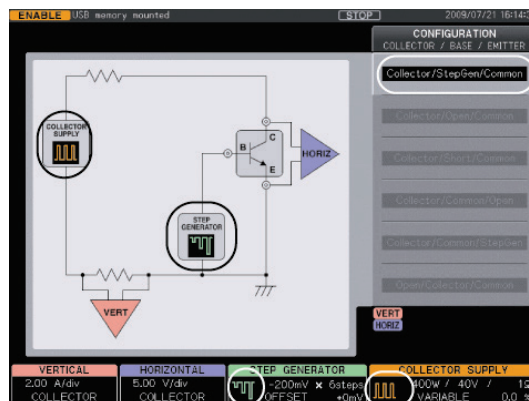 ENABLE USB memory mounted STOP 2009/07/21 16:14:
CONFIGURATION
COLLECTOR / BASE / EMITTER
Collector/StepGen/Common
Collector/Open/Common
Collector/Short/Common
Collector/Common/Open
Collector/Common/StepGen
Open/Collector/Common
COLLECTOR
SUPPLY
B
C
E
HORIZ
STEP
GENERATOR
VERT
VERT
HORIZ
VERTICAL
2.00 A/div
COLLECTOR
HORIZONTAL
5.00 V/div
COLLECTOR
STEP GENERATOR
-200mV × 6steps
OFFSET +0mV
COLLECTOR SUPPLY
400W / 40V / 1Ω
VARIABLE 0.0